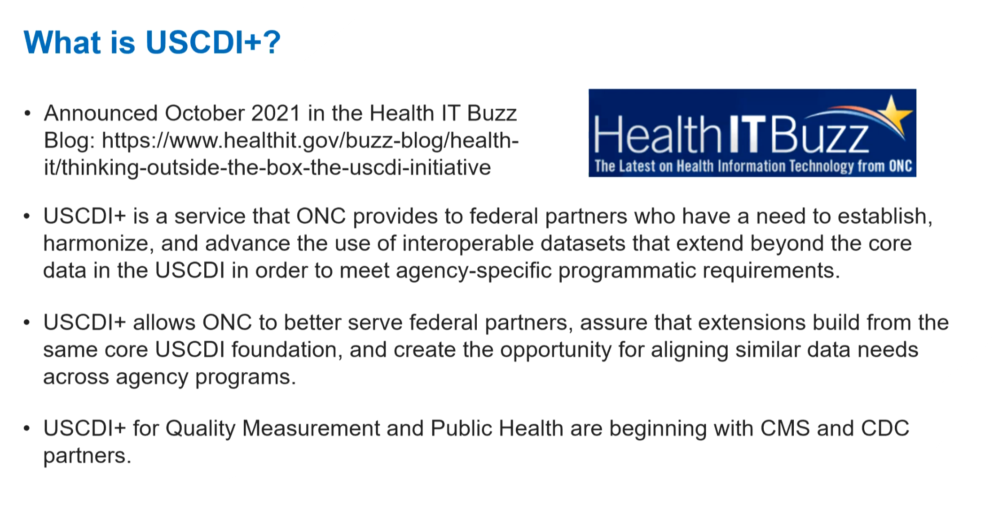 What is USCDI+?
• Announced October 2021 in the Health IT Buzz
Blog: https://www.healthit.gov/buzz-blog/health-
it/thinking-outside-the-box-the-uscdi-initiative
Health IT Buzz
The Latest on Health Information Technology from ONC
• USCDI+ is a service that ONC provides to federal partners who have a need to establish,
harmonize, and advance the use of interoperable datasets that extend beyond the core
data in the USCDI in order to meet agency-specific programmatic requirements.
• USCDI+ allows ONC to better serve federal partners, assure that extensions build from the
same core USCDI foundation, and create the opportunity for aligning similar data needs
across agency programs.
• USCDI+ for Quality Measurement and Public Health are beginning with CMS and CDC
partners.